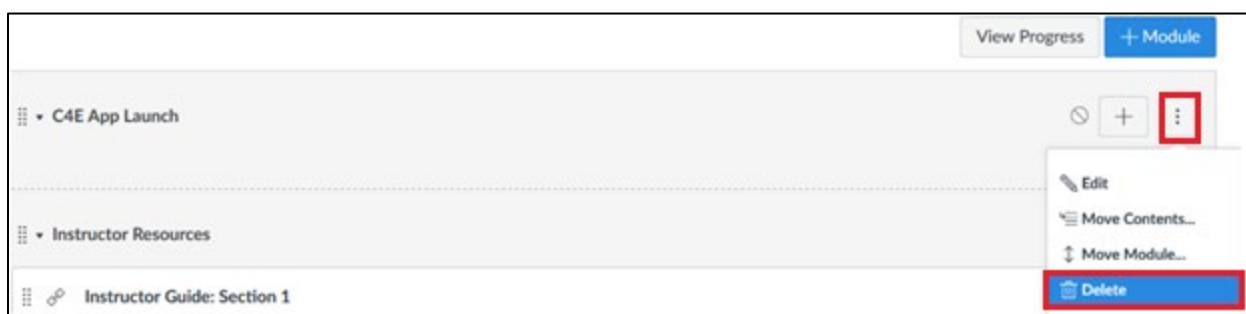 View Progress
+ Module
C4E App Launch
Edit
Move Contents...
Instructor Resources
Move Module...
Delete
Instructor Guide: Section 1